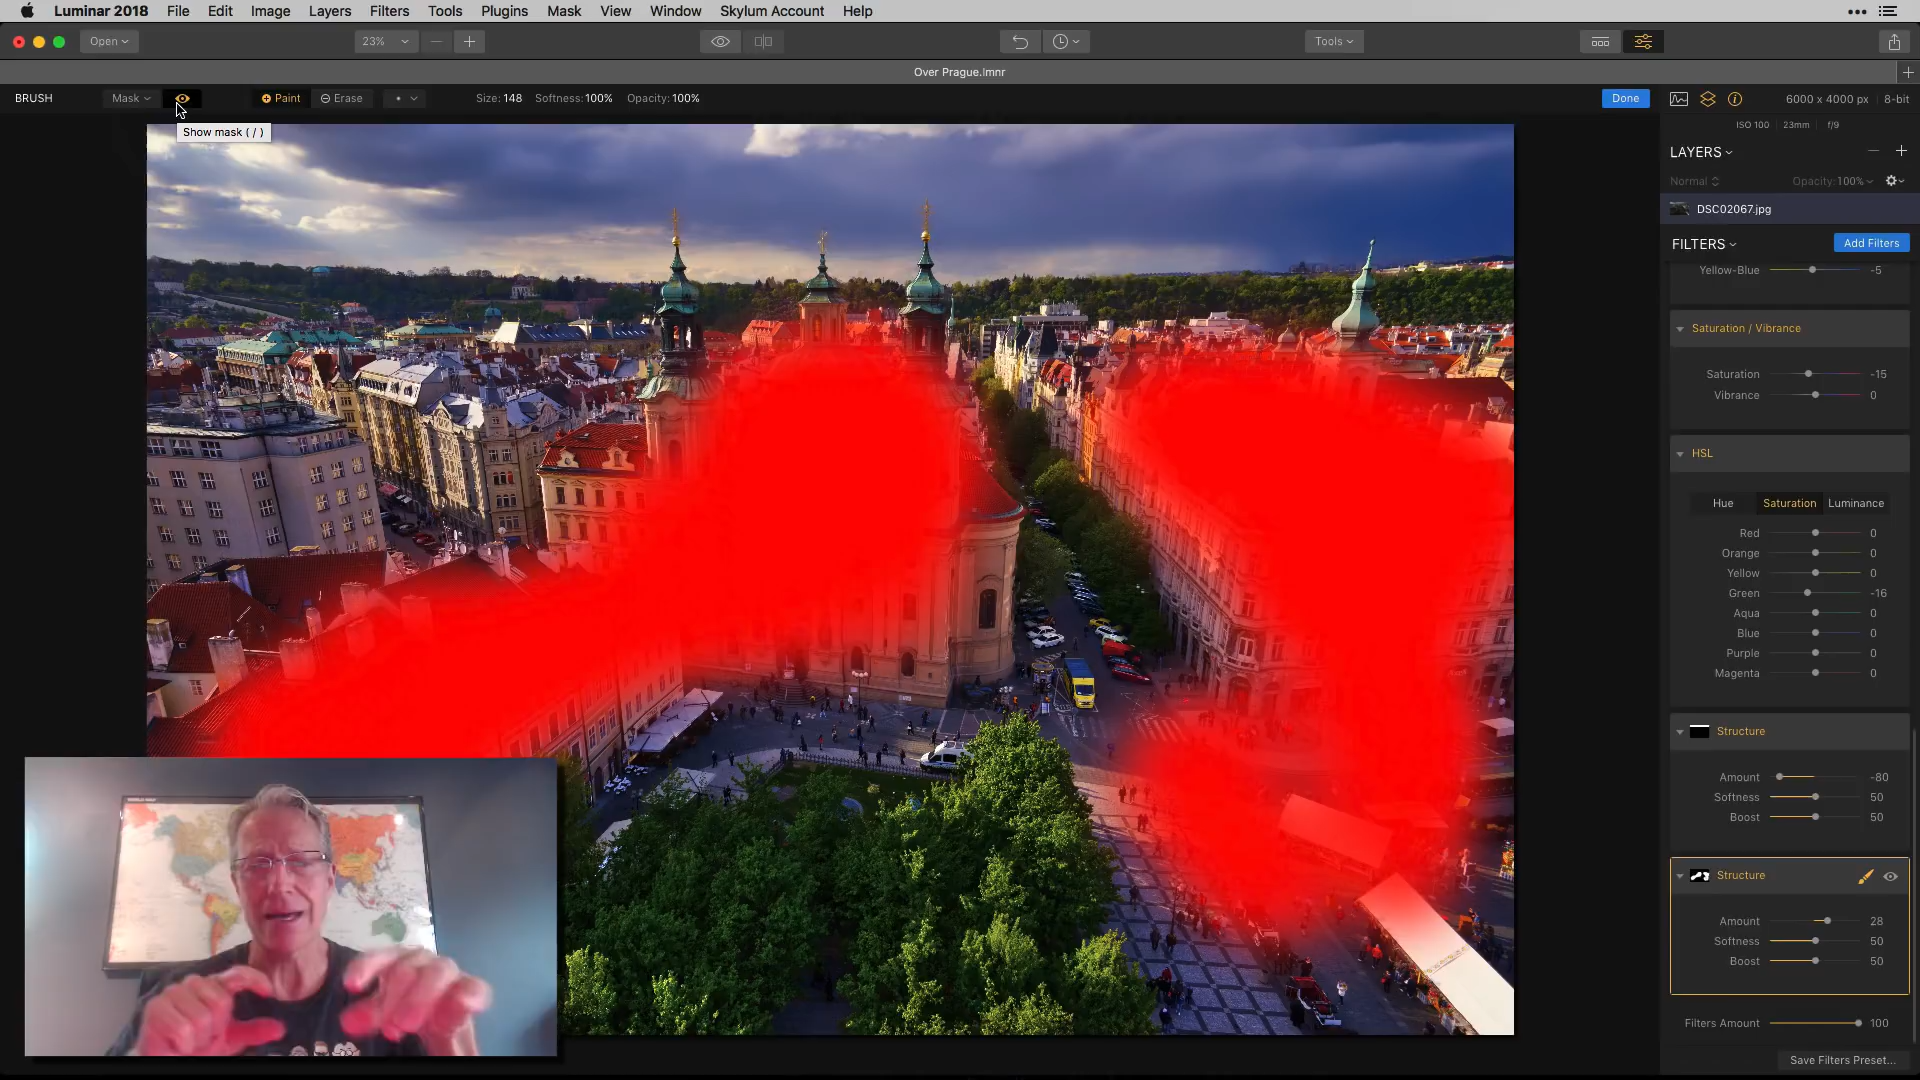 Luminar 2018 File Edit Image Layers Filters Tools Plugins Mask View Window Skylum Account Help
Open 23% Tools
Over Prague.lmnr
BRUSH Mask Paint Erase Size: 148 Softness: 100% Opacity: 100% Done 6000 x 4000 px 8-bit
Show mask ( / )
ISO 100 23mm f/9
LAYERS
Normal Opacity: 100%
DSC02067.jpg
FILTERS Add Filters
Yellow-Blue -5
Saturation / Vibrance
Saturation -15
Vibrance 0
HSL
Hue Saturation Luminance
Red 0
Orange 0
Yellow 0
Green -16
Aqua 0
Blue 0
Purple 0
Magenta 0
Structure
Amount -80
Softness 50
Boost 50
Structure
Amount 28
Softness 50
Boost 50
Filters Amount 100
Save Filters Preset...
WORLD MAP